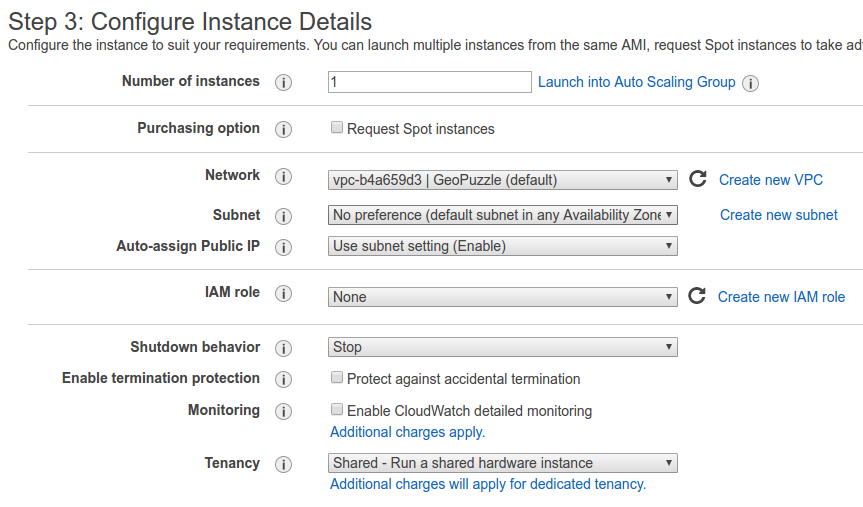 Step 3: Configure Instance Details
Configure the instance to suit your requirements. You can launch multiple instances from the same AMI, request Spot instances to take ad
Number of instances i 1 Launch into Auto Scaling Group i
Purchasing option i Request Spot instances
Network i vpc-b4a659d3 | GeoPuzzle (default) Create new VPC
Subnet i No preference (default subnet in any Availability Zone Create new subnet
Auto-assign Public IP i Use subnet setting (Enable)
IAM role i None Create new IAM role
Shutdown behavior i Stop
Enable termination protection i Protect against accidental termination
Monitoring i Enable CloudWatch detailed monitoring
Additional charges apply.
Tenancy i Shared - Run a shared hardware instance
Additional charges will apply for dedicated tenancy.